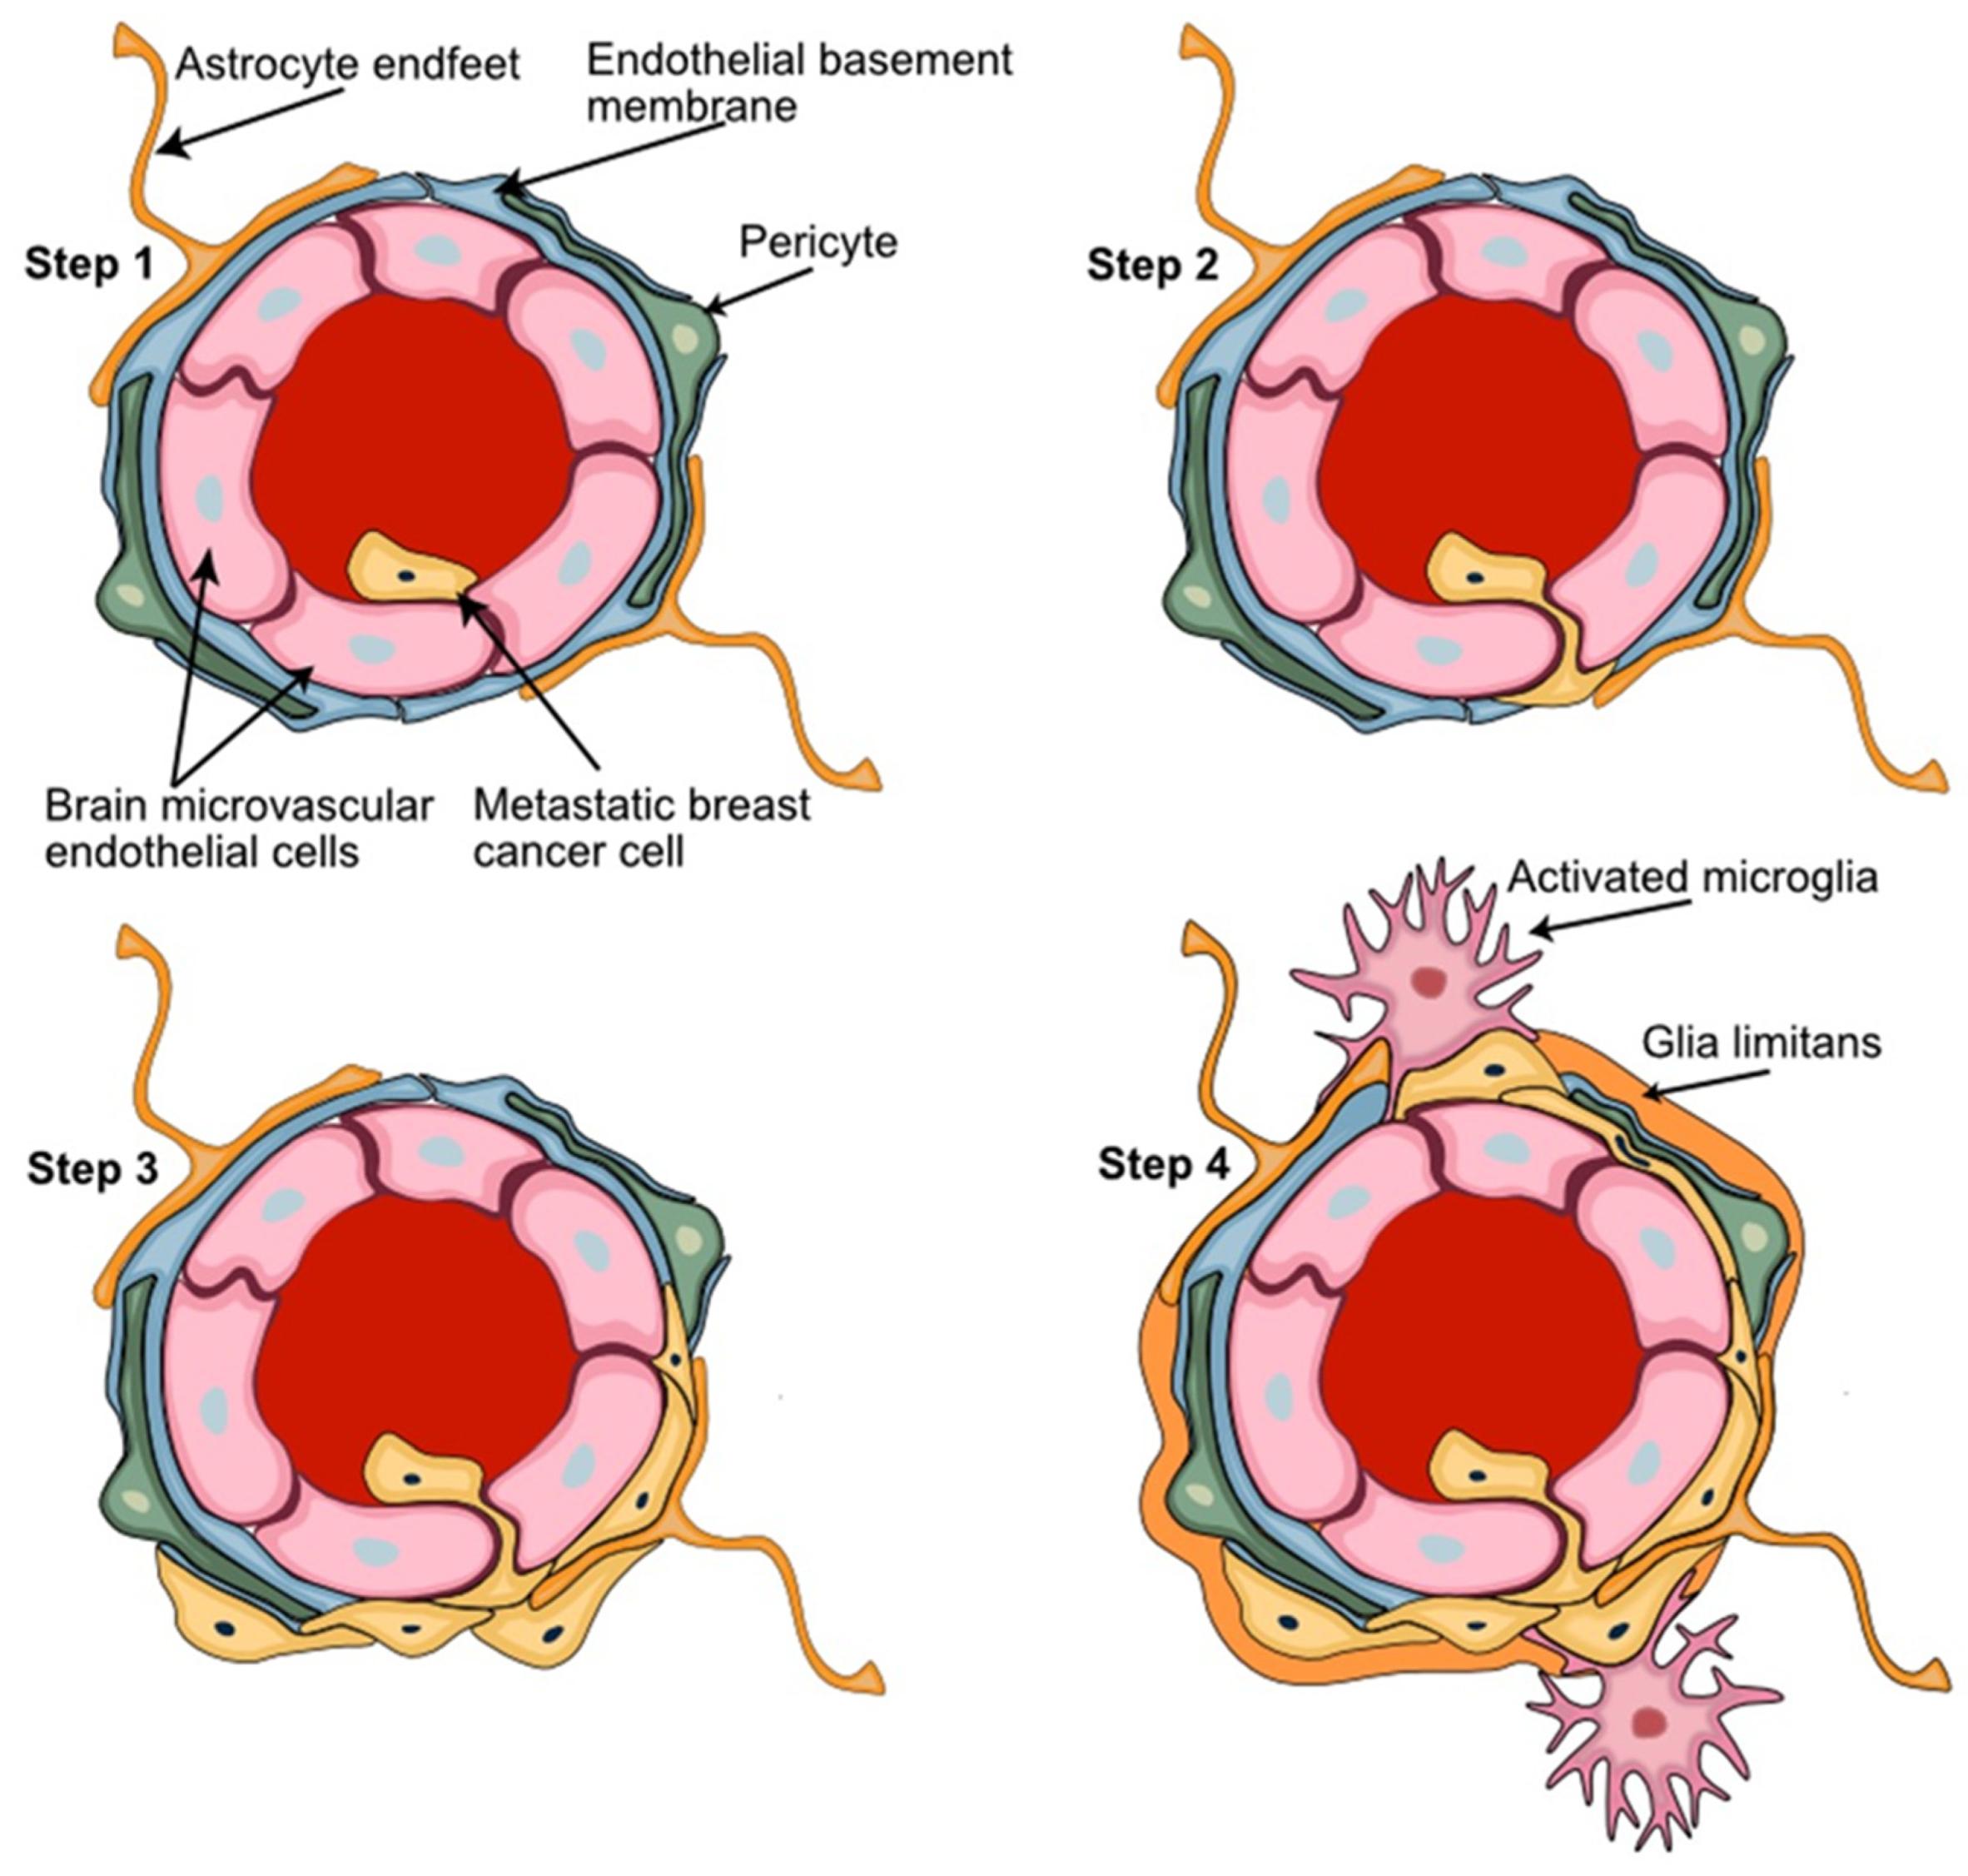 Astrocyte endfeet
Endothelial basement
membrane
Pericyte
Step 1
Brain microvascular
endothelial cells
Metastatic breast
cancer cell
Step 2
Step 3
Activated microglia
Glia limitans
Step 4